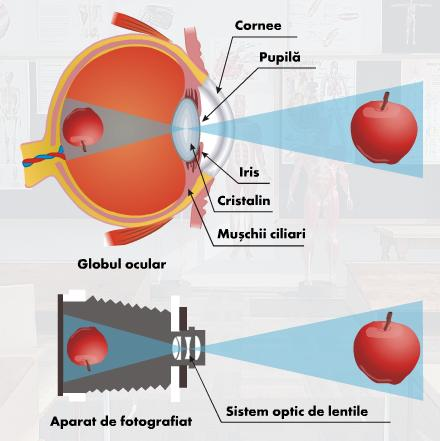 Cornee
Pupilă
Iris
Cristalin
Mușchii ciliari
Globul ocular
Sistem optic de lentile
Aparat de fotografiat